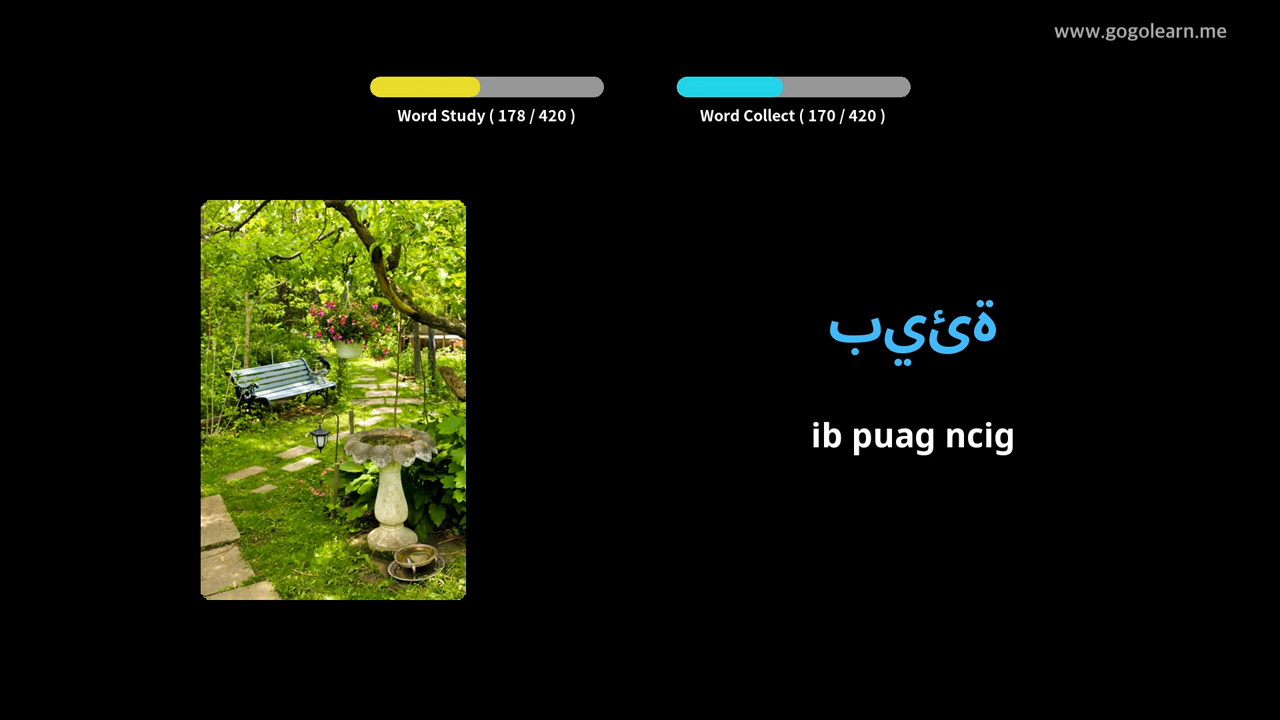 www.gogolearn.me
Word Study ( 178 / 420 )
Word Collect ( 170 / 420 )
بيئة
ib puag ncig